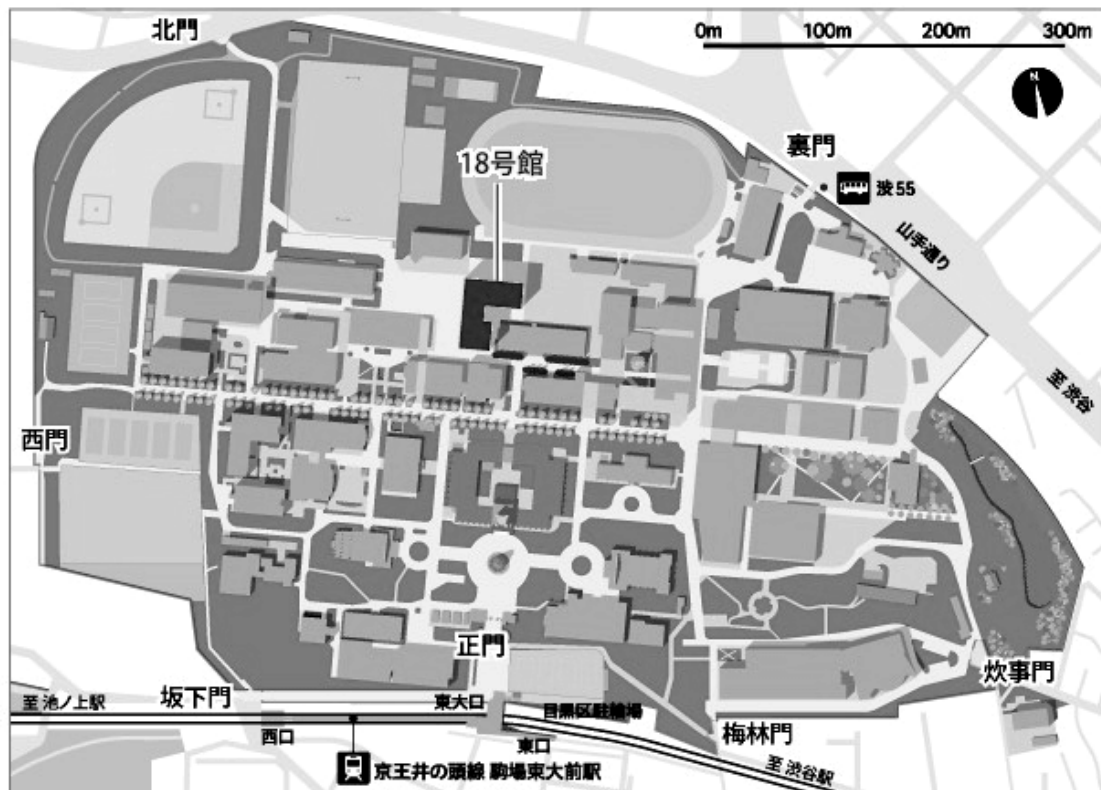 北門
0m 100m 200m 300m
N
裏門
18号館
渋55
山手通り
至 渋谷
西門
正門
炊事門
坂下門
至 池ノ上駅
東大口
目黒区駐輪場
西口
東口
梅林門
至 渋谷駅
京王井の頭線 駒場東大前駅